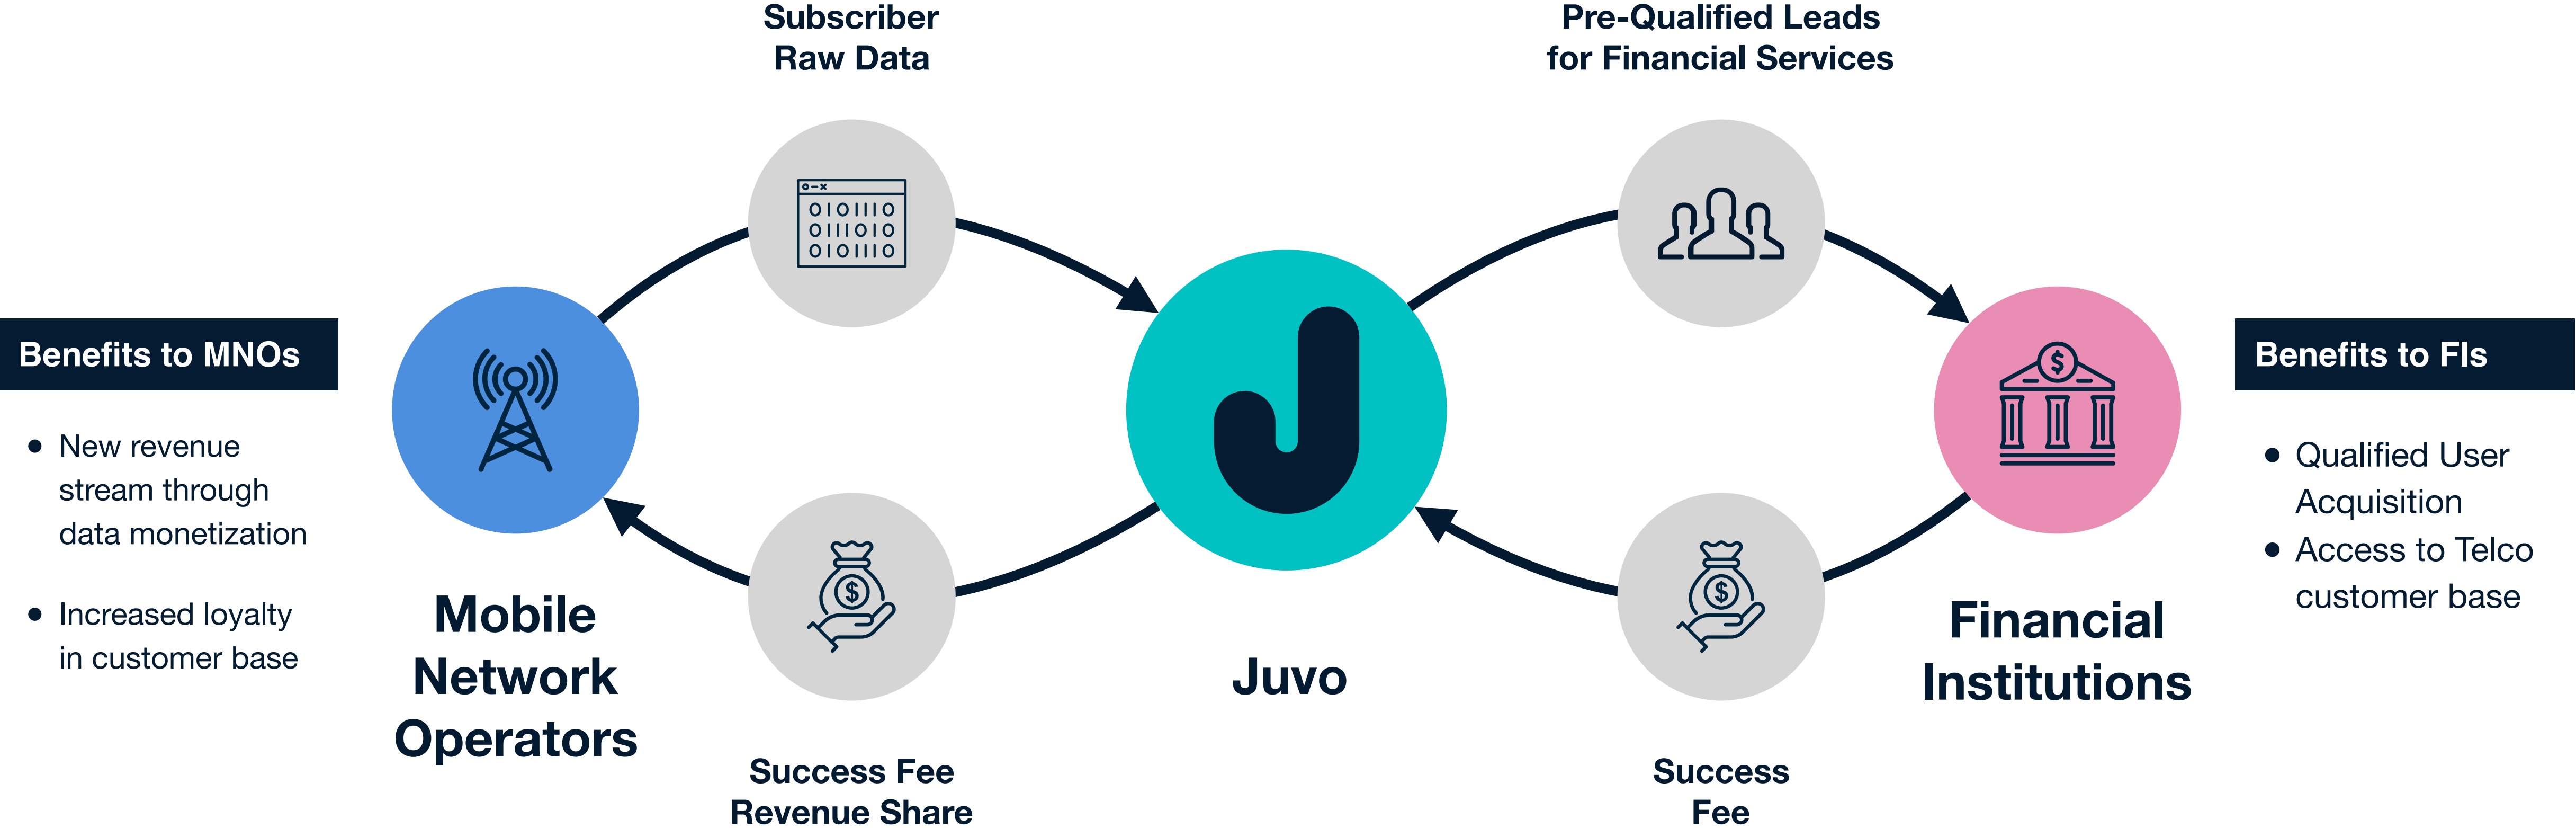 Subscriber
Raw Data
Pre-Qualified Leads
for Financial Services
Benefits to MNOs
• New revenue
stream through
data monetization
• Increased loyalty
in customer base
Mobile
Network
Operators
Juvo
Financial
Institutions
Benefits to FIs
• Qualified User
Acquisition
• Access to Telco
customer base
Success Fee
Revenue Share
Success
Fee